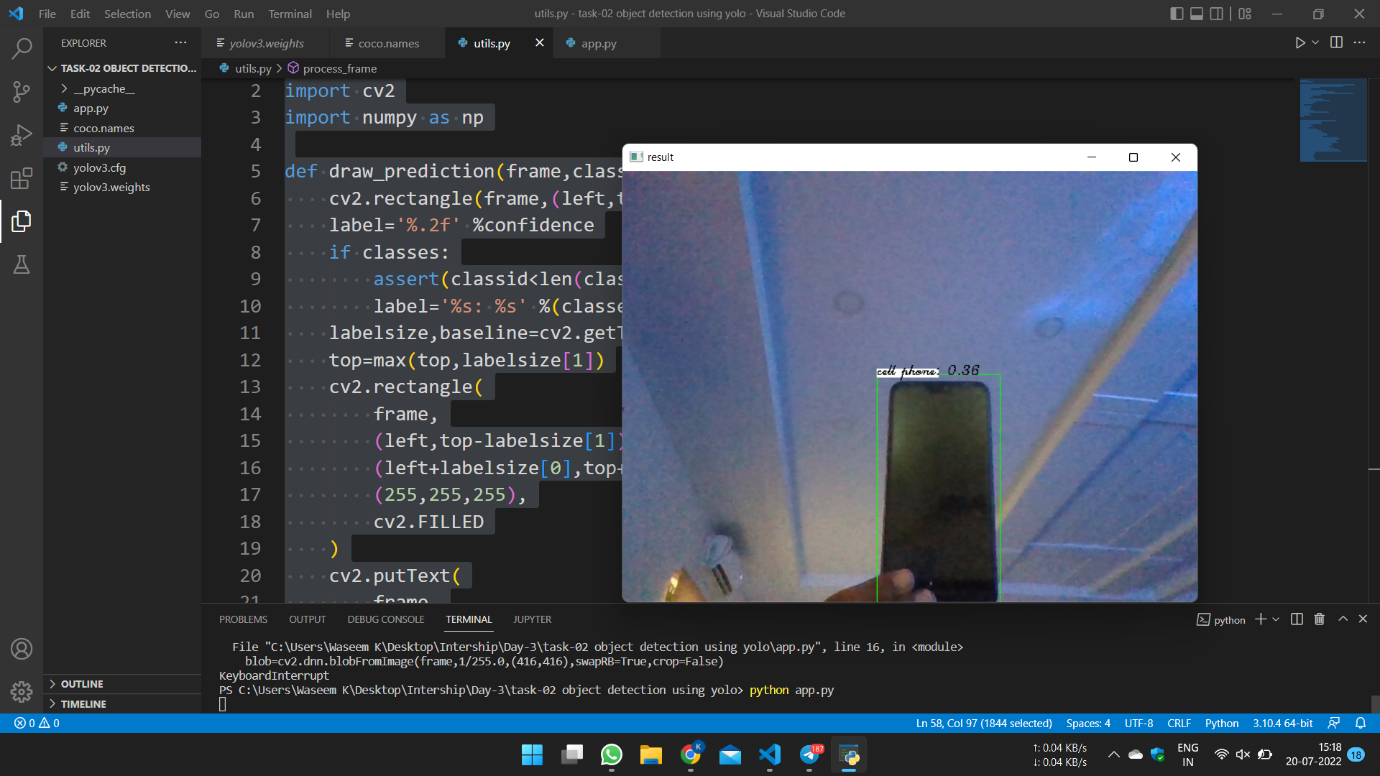 File Edit Selection View Go Run Terminal Help
utils.py - task-02 object detection using yolo - Visual Studio Code
EXPLORER
yolov3.weights
coco.names
utils.py
app.py
TASK-02 OBJECT DETECTIO...
utils.py > process_frame
__pycache__
app.py
coco.names
utils.py
yolov3.cfg
yolov3.weights
2 import cv2
3 import numpy as np
4
5 def draw_prediction(frame,class
6 cv2.rectangle(frame,(left,t
7 label='%.2f' %confidence
8 if classes:
9 assert(classid<len(clas
10 label='%s: %s' %(classe
11 labelsize,baseline=cv2.getT
12 top=max(top,labelsize[1])
13 cv2.rectangle(
14 frame,
15 (left,top-labelsize[1])
16 (left+labelsize[0],top+
17 (255,255,255),
18 cv2.FILLED
19 )
20 cv2.putText(
21 frame
result
cell phone: 0.36
PROBLEMS OUTPUT DEBUG CONSOLE TERMINAL JUPYTER
python
File "C:\Users\Waseem K\Desktop\Intership\Day-3\task-02 object detection using yolo\app.py", line 16, in <module>
blob=cv2.dnn.blobFromImage(frame,1/255.0,(416,416),swapRB=True,crop=False)
KeyboardInterrupt
PS C:\Users\Waseem K\Desktop\Intership\Day-3\task-02 object detection using yolo> python app.py
OUTLINE
TIMELINE
0 0
Ln 58, Col 97 (1844 selected) Spaces: 4 UTF-8 CRLF Python 3.10.4 64-bit
K
187
↑: 0.04 KB/s
↓: 0.04 KB/s
ENG
IN
15:18
20-07-2022
18